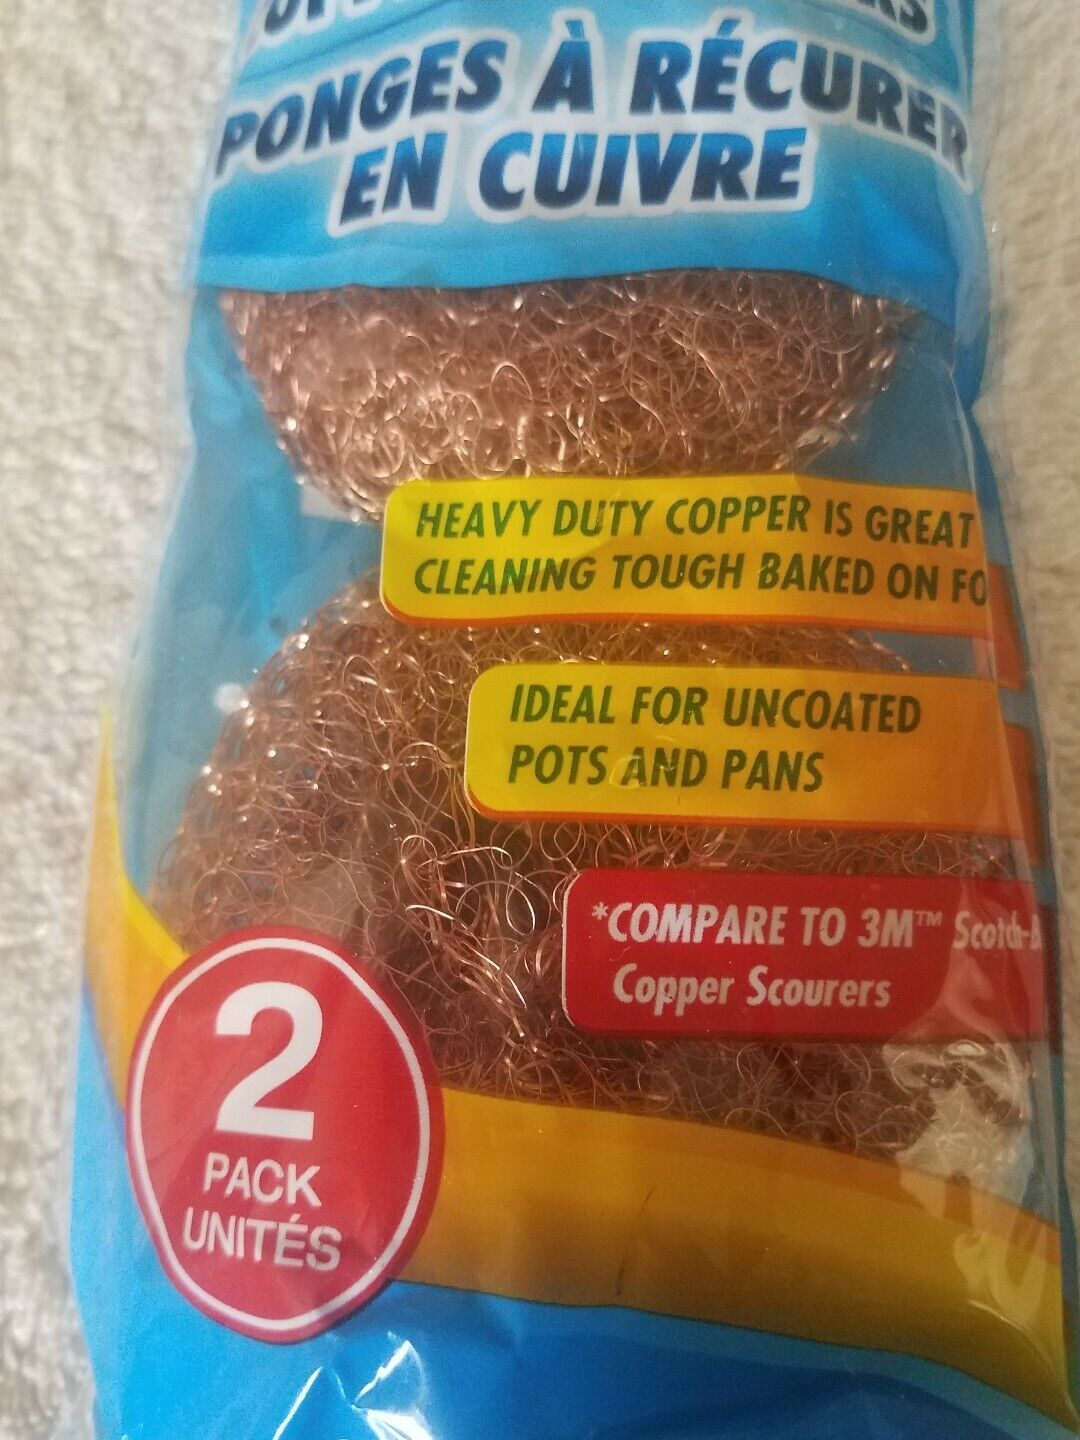 PONGES À RÉCURER
EN CUIVRE
HEAVY DUTY COPPER IS GREAT
CLEANING TOUGH BAKED ON FO
IDEAL FOR UNCOATED
POTS AND PANS
*COMPARE TO 3M™ Scotch-B
Copper Scourers
2
PACK
UNITÉS